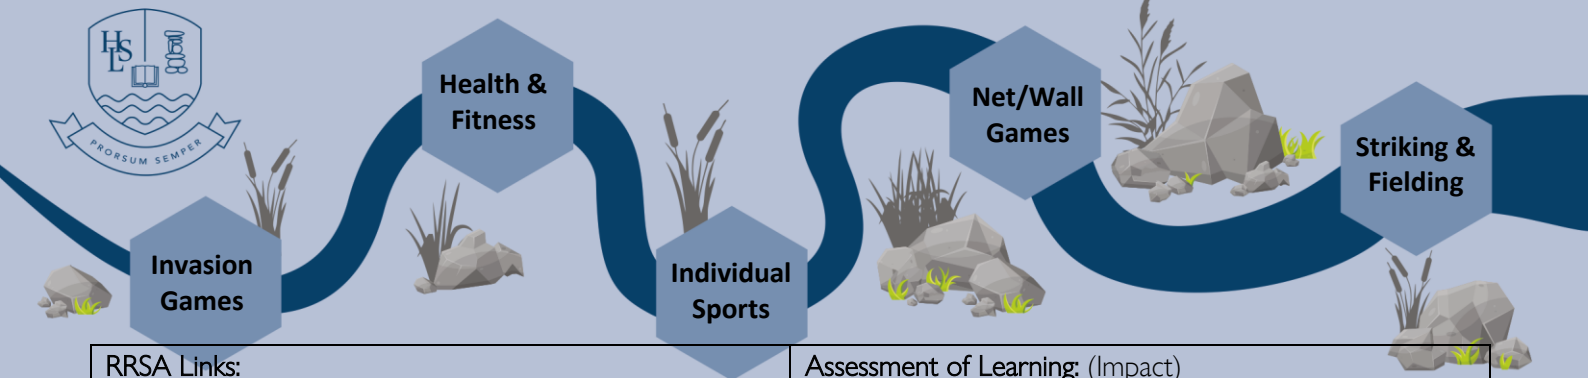 HLS
PRORSUM SEMPER
Health &
Fitness
Net/Wall
Games
Striking &
Fielding
Invasion
Games
Individual
Sports
RRSA Links:
Assessment of Learning: (Impact)